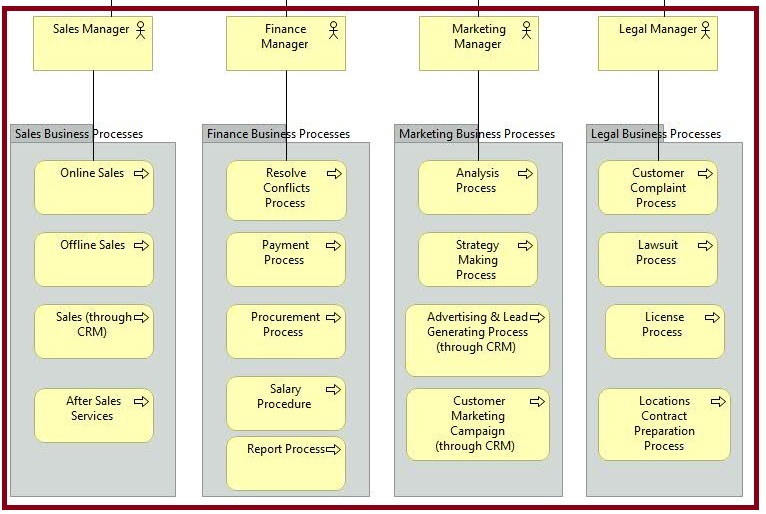 Sales Manager
Finance
Manager
Marketing
Manager
Legal Manager
Sales Business Processes
Online Sales
Offline Sales
Sales (through
CRM)
After Sales
Services
Finance Business Processes
Resolve
Conflicts
Process
Payment
Process
Procurement
Process
Salary
Procedure
Report Process
Marketing Business Processes
Analysis
Process
Strategy
Making
Process
Advertising & Lead
Generating Process
(through CRM)
Customer
Marketing
Campaign
(through CRM)
Legal Business Processes
Customer
Complaint
Process
Lawsuit
Process
License
Process
Locations
Contract
Preparation
Process